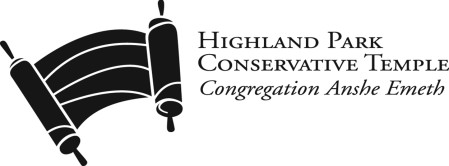 Highland Park
Conservative Temple
Congregation Anshe Emeth